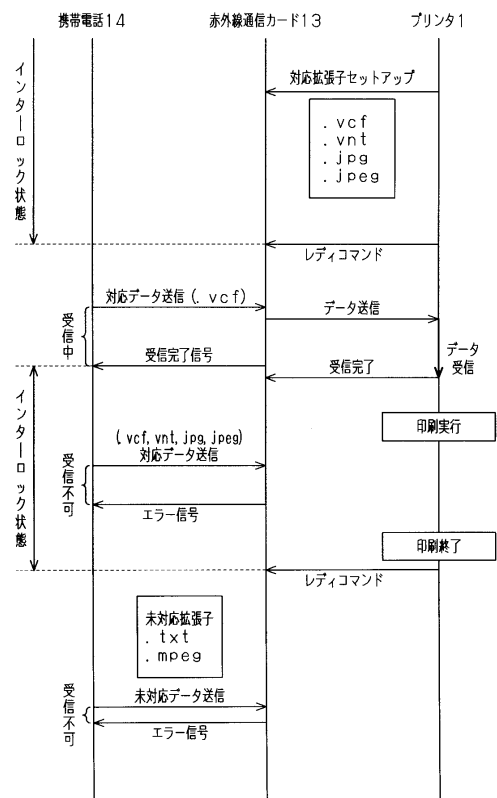 携帯電話14
赤外線通信カード13
プリンタ1
インターロック状態
対応拡張子セットアップ
.vcf
.vnt
.jpg
.jpeg
レディコマンド
対応データ送信(.vcf)
データ送信
受信中
受信完了信号
受信完了
データ
受信
インターロック状態
印刷実行
(.vcf,vnt,jpg,jpeg)
対応データ送信
受信不可
エラー信号
印刷終了
レディコマンド
未対応拡張子
.txt
.mpeg
受信不可
未対応データ送信
エラー信号